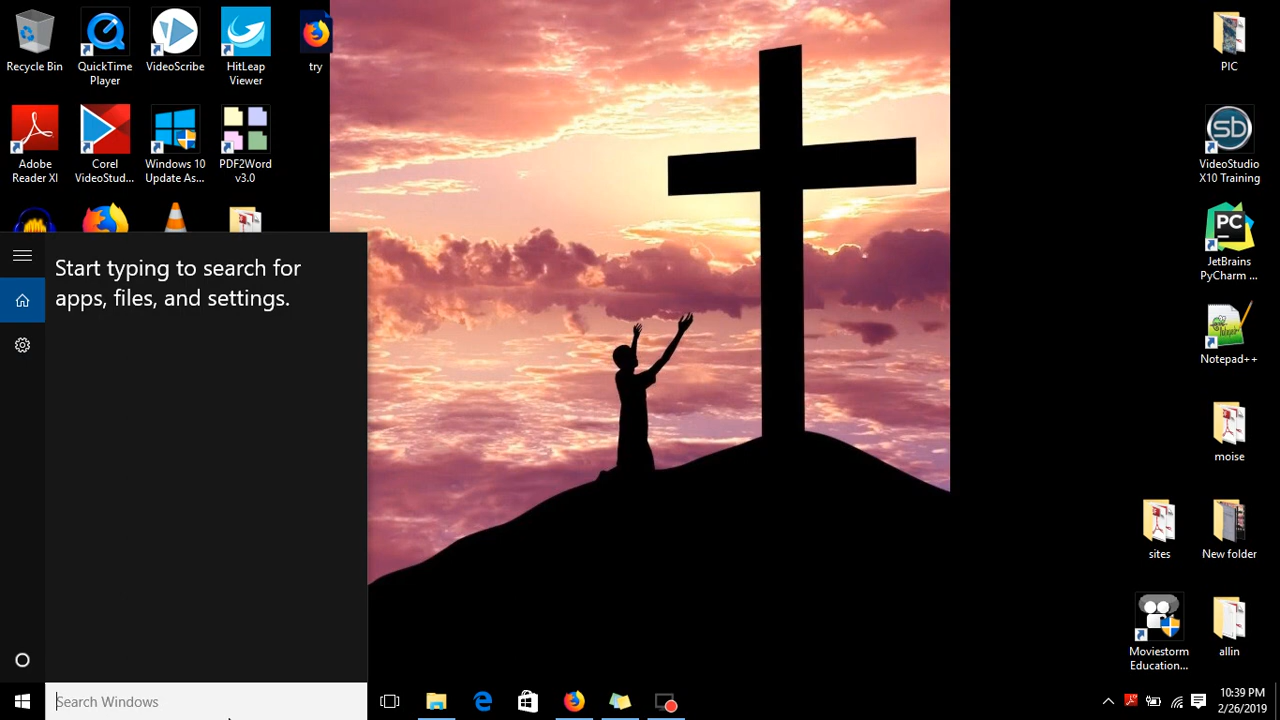 Recycle Bin
QuickTime
Player
VideoScribe
HitLeap
Viewer
try
PIC
Adobe
Reader XI
Corel
VideoStud...
Windows 10
Update As...
PDF2Word
v3.0
sb
VideoStudio
X10 Training
PC
JetBrains
PyCharm ...
Start typing to search for
apps, files, and settings.
Notepad++
moise
sites
New folder
Moviestorm
Education...
allin
Search Windows
10:39 PM
2/26/2019